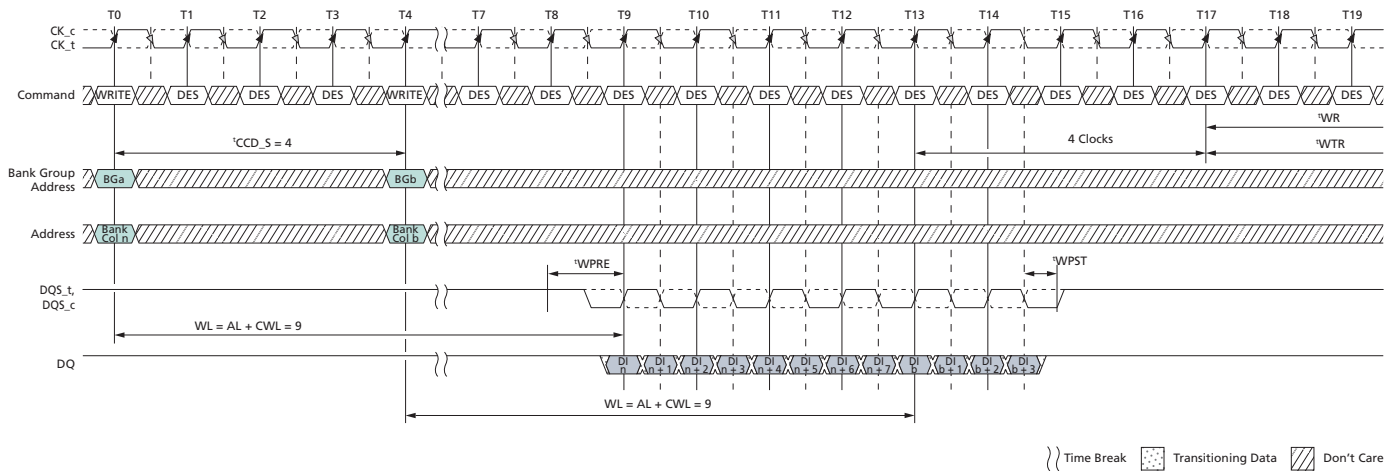 T0 T1 T2 T3 T4 T7 T8 T9 T10 T11 T12 T13 T14 T15 T16 T17 T18 T19
CK_c
CK_t
Command WRITE DES DES DES WRITE DES DES DES DES DES DES DES DES DES DES DES DES DES
tWR
tCCD_S = 4 4 Clocks tWTR
Bank Group
Address BGa BGb
Address Bank Col n Bank Col b
tWPRE tWPST
DQS_t,
DQS_c
WL = AL + CWL = 9
DQ DI n DI n + 1 DI n + 2 DI n + 3 DI n + 4 DI n + 5 DI n + 6 DI n + 7 DI b DI b + 1 DI b + 2 DI b + 3
WL = AL + CWL = 9
Time Break Transitioning Data Don't Care